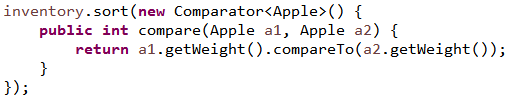 inventory.sort(new Comparator<Apple>() {
    public int compare(Apple a1, Apple a2) {
        return a1.getWeight().compareTo(a2.getWeight());
    }
});